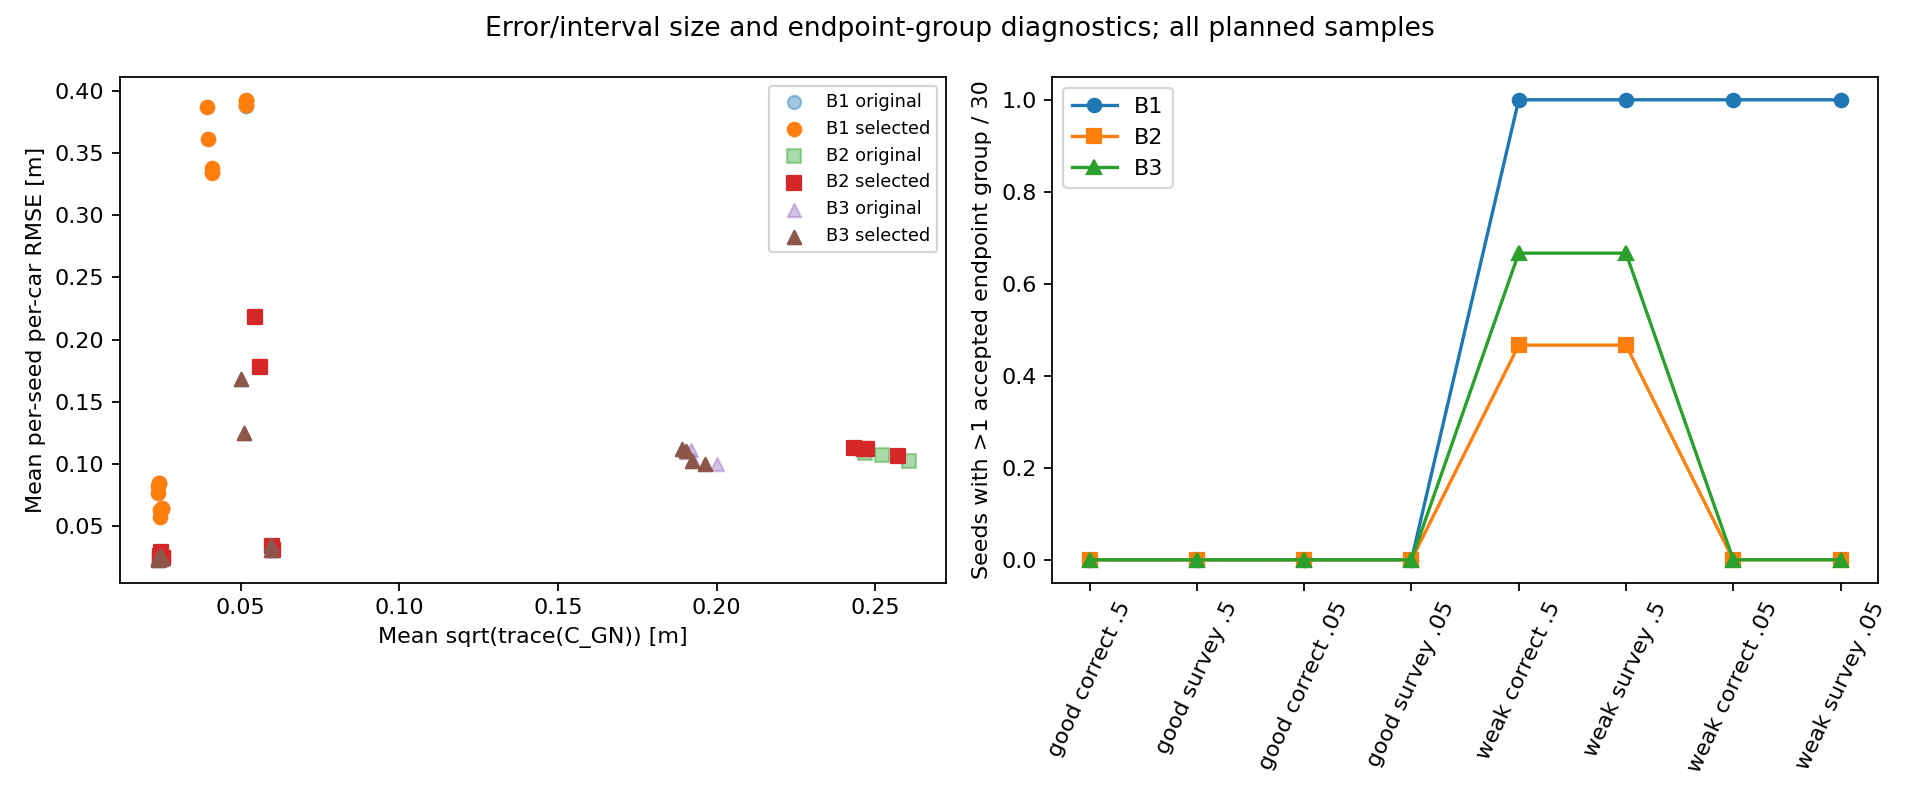 Error/interval size and endpoint-group diagnostics; all planned samples
Mean per-seed per-car RMSE [m]
0.40
0.35
0.30
0.25
0.20
0.15
0.10
0.05
B1 original
B1 selected
B2 original
B2 selected
B3 original
B3 selected
0.05
0.10
0.15
0.20
0.25
Mean sqrt(trace(C_GN)) [m]
Seeds with >1 accepted endpoint group / 30
1.0
0.8
0.6
0.4
0.2
0.0
B1
B2
B3
good correct .5
good survey .5
good correct .05
good survey .05
weak correct .5
weak survey .5
weak correct .05
weak survey .05